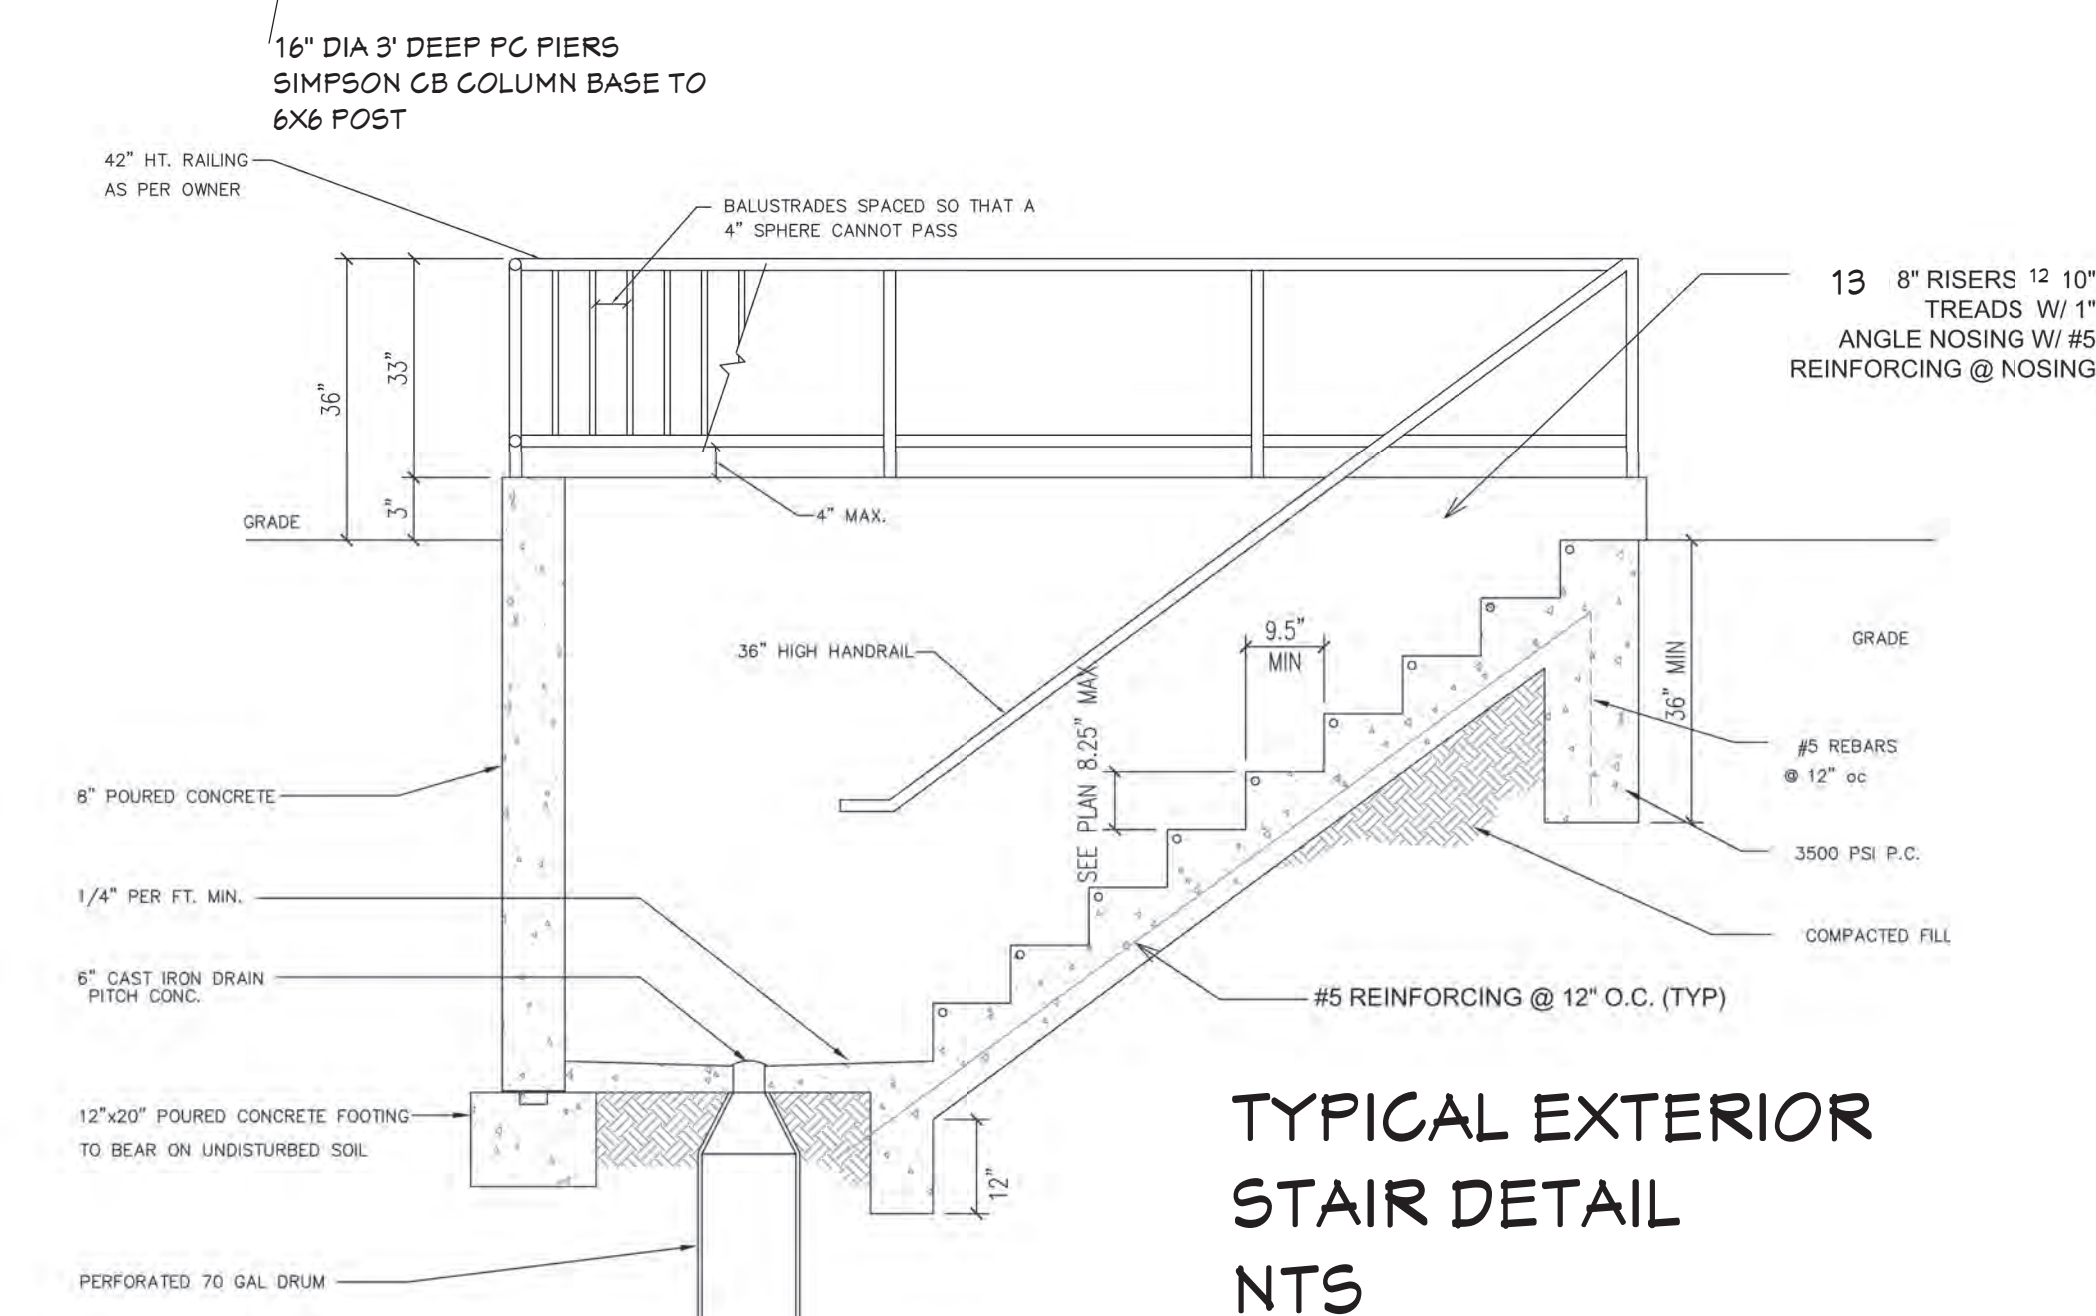 16" DIA 3' DEEP PC PIERS
SIMPSON CB COLUMN BASE TO
6X6 POST
42" HT. RAILING
AS PER OWNER
BALUSTRADES SPACED SO THAT A
4" SPHERE CANNOT PASS
13 8" RISERS 12 10"
TREADS W/ 1"
ANGLE NOSING W/ #5
REINFORCING @ NOSING
36"
33"
3"
GRADE
4" MAX.
36" HIGH HANDRAIL
9.5"
MIN
SEE PLAN 8.25" MAX
36" MIN
GRADE
#5 REBARS
@ 12" oc
8" POURED CONCRETE
3500 PSI P.C.
1/4" PER FT. MIN.
COMPACTED FILL
6" CAST IRON DRAIN
PITCH CONC.
#5 REINFORCING @ 12" O.C. (TYP)
12"x20" POURED CONCRETE FOOTING
TO BEAR ON UNDISTURBED SOIL
12"
TYPICAL EXTERIOR
STAIR DETAIL
NTS
PERFORATED 70 GAL DRUM